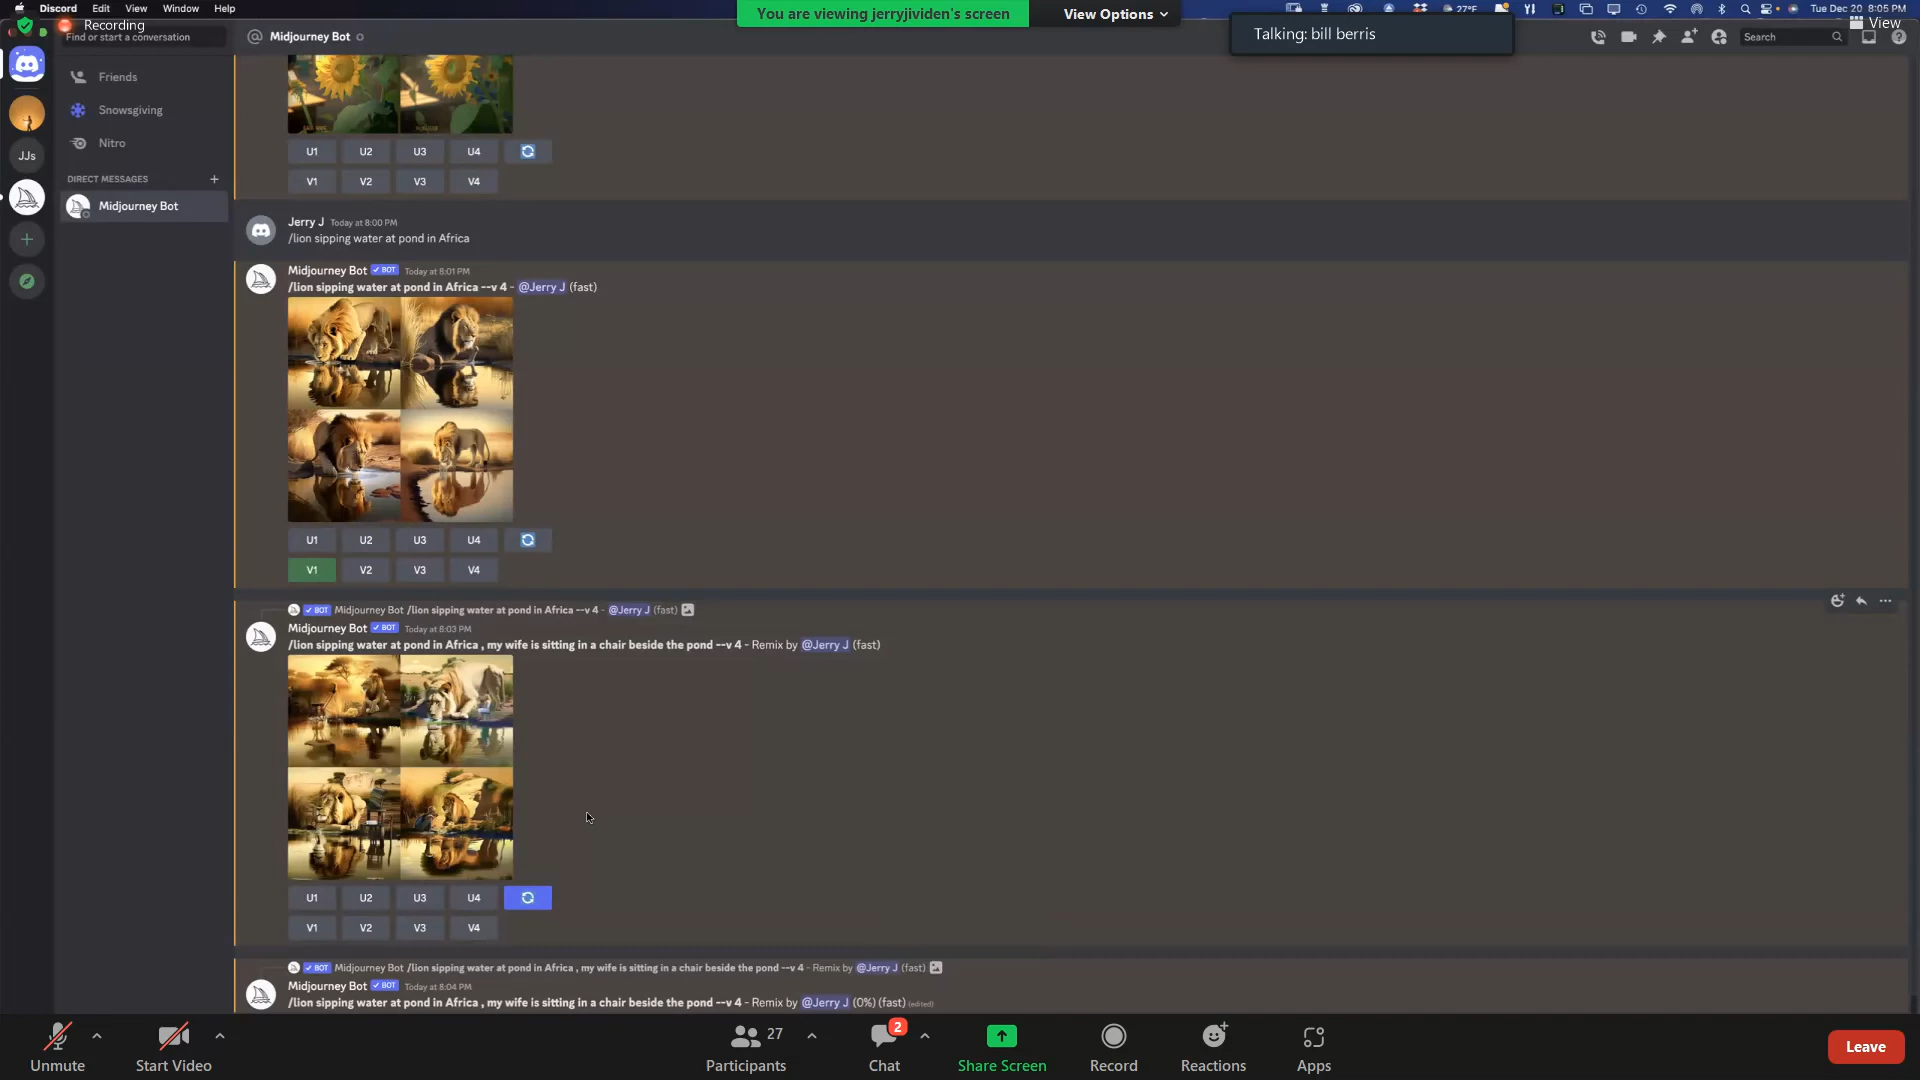 Discord Edit View Window Help
27°F
Tue Dec 20 8:05 PM
You are viewing jerryjividen's screen
View Options
Talking: bill berris
View
Recording
Find or start a conversation
Midjourney Bot
Search
Friends
Snowsgiving
Nitro
DIRECT MESSAGES
Midjourney Bot
JJs
U1 U2 U3 U4
V1 V2 V3 V4
Jerry J Today at 8:00 PM
/lion sipping water at pond in Africa
Midjourney Bot BOT Today at 8:01 PM
/lion sipping water at pond in Africa --v 4 - @Jerry J (fast)
U1 U2 U3 U4
V1 V2 V3 V4
BOT Midjourney Bot /lion sipping water at pond in Africa --v 4 - @Jerry J (fast)
Midjourney Bot BOT Today at 8:03 PM
/lion sipping water at pond in Africa , my wife is sitting in a chair beside the pond --v 4 - Remix by @Jerry J (fast)
U1 U2 U3 U4
V1 V2 V3 V4
BOT Midjourney Bot /lion sipping water at pond in Africa , my wife is sitting in a chair beside the pond --v 4 - Remix by @Jerry J (fast)
Midjourney Bot BOT Today at 8:04 PM
/lion sipping water at pond in Africa , my wife is sitting in a chair beside the pond --v 4 - Remix by @Jerry J (0%) (fast) (edited)
Unmute
Start Video
27
Participants
2
Chat
Share Screen
Record
Reactions
Apps
Leave